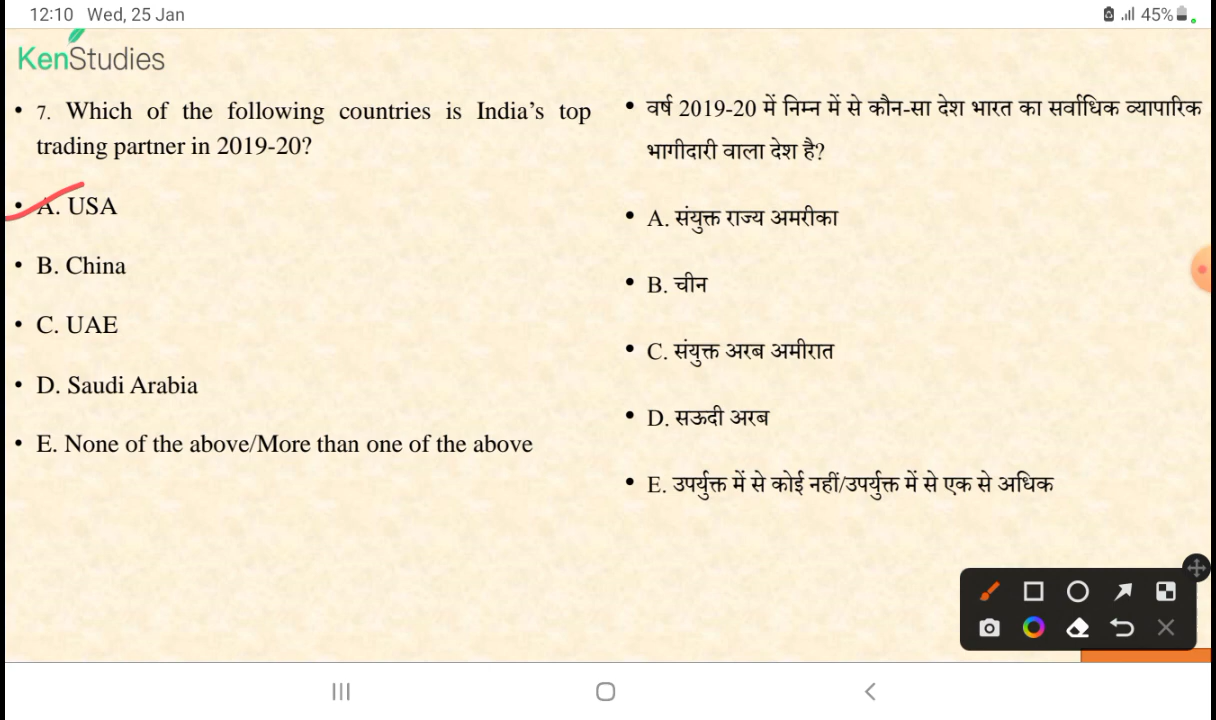 12:10 Wed, 25 Jan
45%
KenStudies
• 7. Which of the following countries is India's top
trading partner in 2019-20?
• A. USA
• B. China
• C. UAE
• D. Saudi Arabia
• E. None of the above/More than one of the above
• वर्ष 2019-20 में निम्न में से कौन-सा देश भारत का सर्वाधिक व्यापारिक
भागीदारी वाला देश है?
• A. संयुक्त राज्य अमरीका
• B. चीन
• C. संयुक्त अरब अमीरात
• D. सऊदी अरब
• E. उपर्युक्त में से कोई नहीं/उपर्युक्त में से एक से अधिक